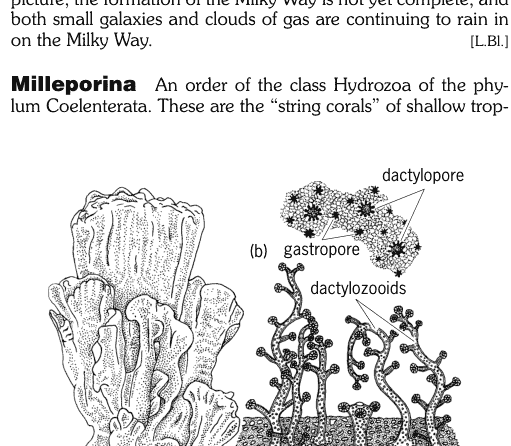 picture, the formation of the Milky Way is not yet complete, and
both small galaxies and clouds of gas are continuing to rain in
on the Milky Way. [L.Bl.]
Milleporina An order of the class Hydrozoa of the phy-
lum Coelenterata. These are the “string corals” of shallow trop-
dactylopore
(b) gastropore
dactylozooids